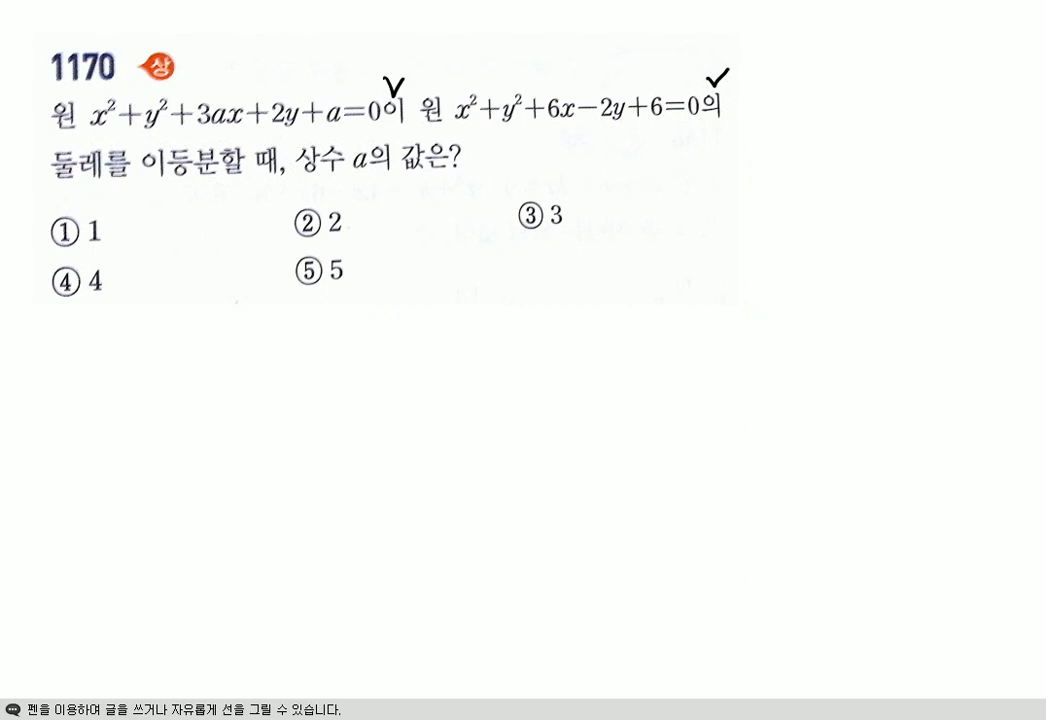 1170 상
원 x²+y²+3ax+2y+a=0이 원 x²+y²+6x-2y+6=0의
둘레를 이등분할 때, 상수 a의 값은?
① 1 ② 2 ③ 3
④ 4 ⑤ 5
펜을 이용하여 글을 쓰거나 자유롭게 선을 그릴 수 있습니다.